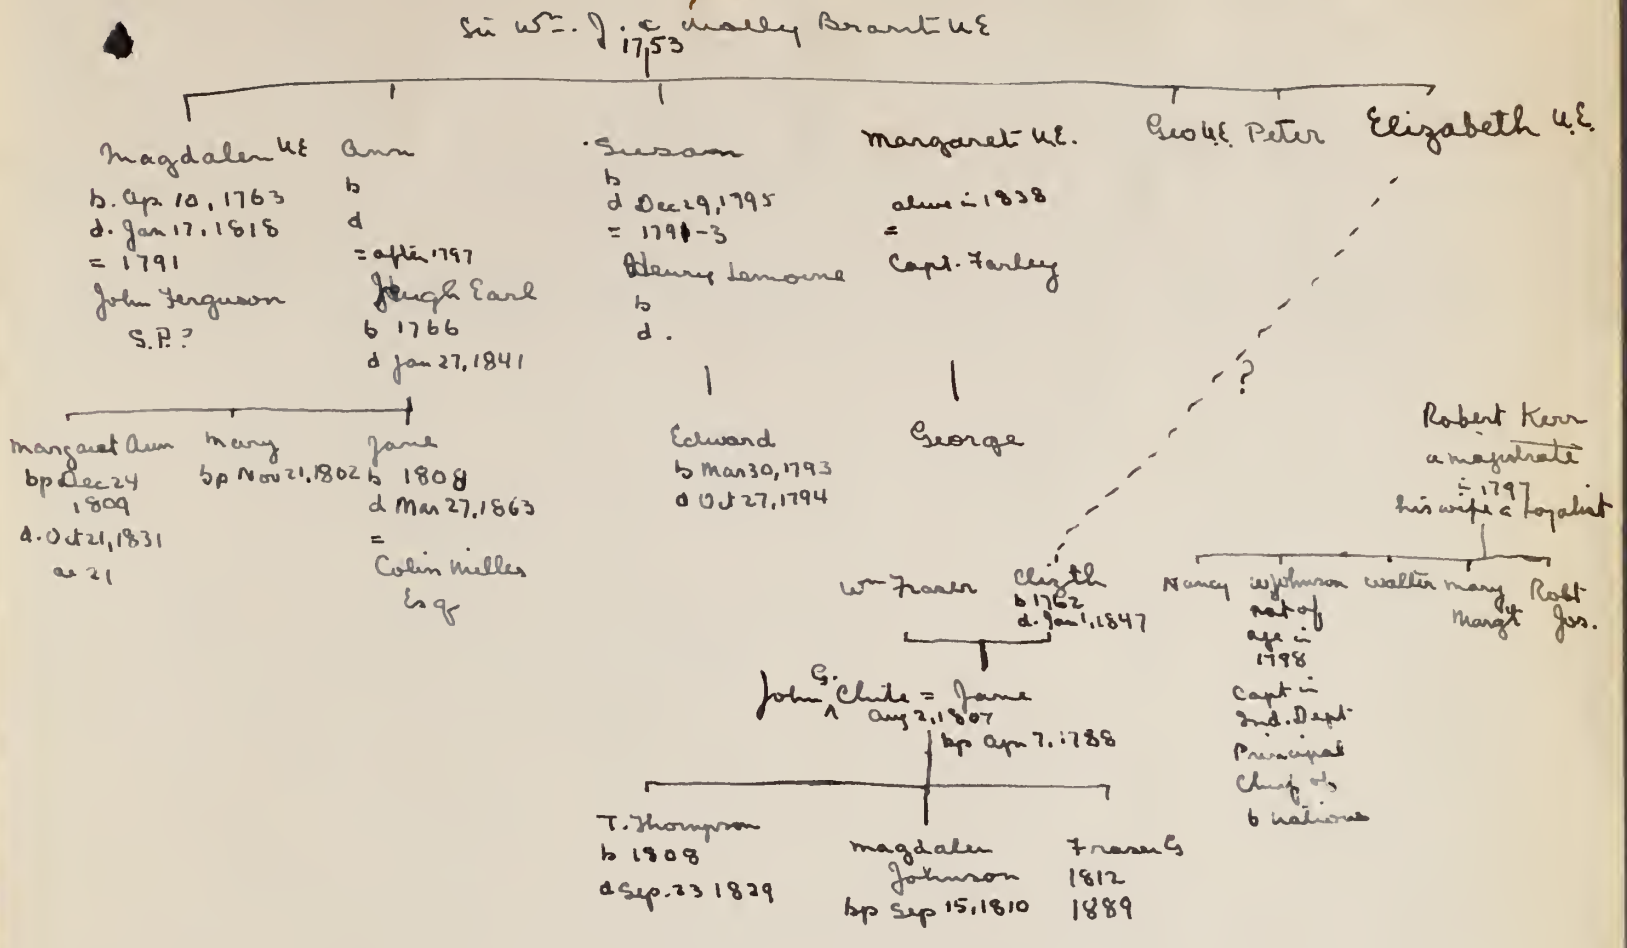 Sir Wm. J. & Molly Brant U E
1753
Magdalen UE
b. Ap 10, 1763
d. Jan 17, 1818
= 1791
John Ferguson
S.P.?
Ann
b
d
= after 1797
Hugh Earl
b 1766
d Jan 27, 1841
Susan
b
d Dec 29, 1795
= 1791-3
Henry Lemoine
b
d.
Margaret U.E.
alive in 1838
=
Capt. Farley
Geo U.E.
Peter
Elizabeth U.E.
?
Margaret Ann
bp Dec 24
1809
d. Oct 21, 1831
ae 21
Mary
bp Nov 21, 1802
Jane
b 1808
d Mar 27, 1863
=
Colin Miller
Esq
Edward
b Mar 30, 1793
d Oct 27, 1794
George
Robert Kerr
a magistrate
in 1797
his wife a Loyalist
Wm Fraser
Elizth
b 1762
d. Jan 1, 1847
Nancy
W Johnson
not of
age in
1798
Capt in
Ind. Dept
Principal
Chief of
6 nations
Walter
Mary
Margt
Robt
Jos.
John G. Clute = Jane
Aug 2, 1807
bp Apr 7, 1788
T. Thompson
b 1808
d Sep. 23 1829
Magdalen
Johnson
bp Sep 15, 1810
Fraser G
1812
1889